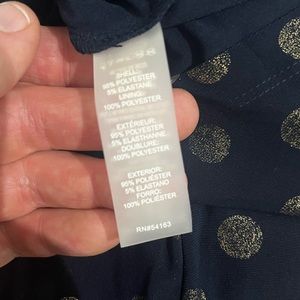 SHELL:
95% POLYESTER
5% ELASTANE
LINING:
100% POLYESTER
EXTÉRIEUR:
95% POLYESTER
5% ÉLASTHANNE
DOUBLURE:
100% POLYESTER
EXTERIOR:
95% POLIÉSTER
5% ELASTANO
FORRO:
100% POLIÉSTER
RN#54163